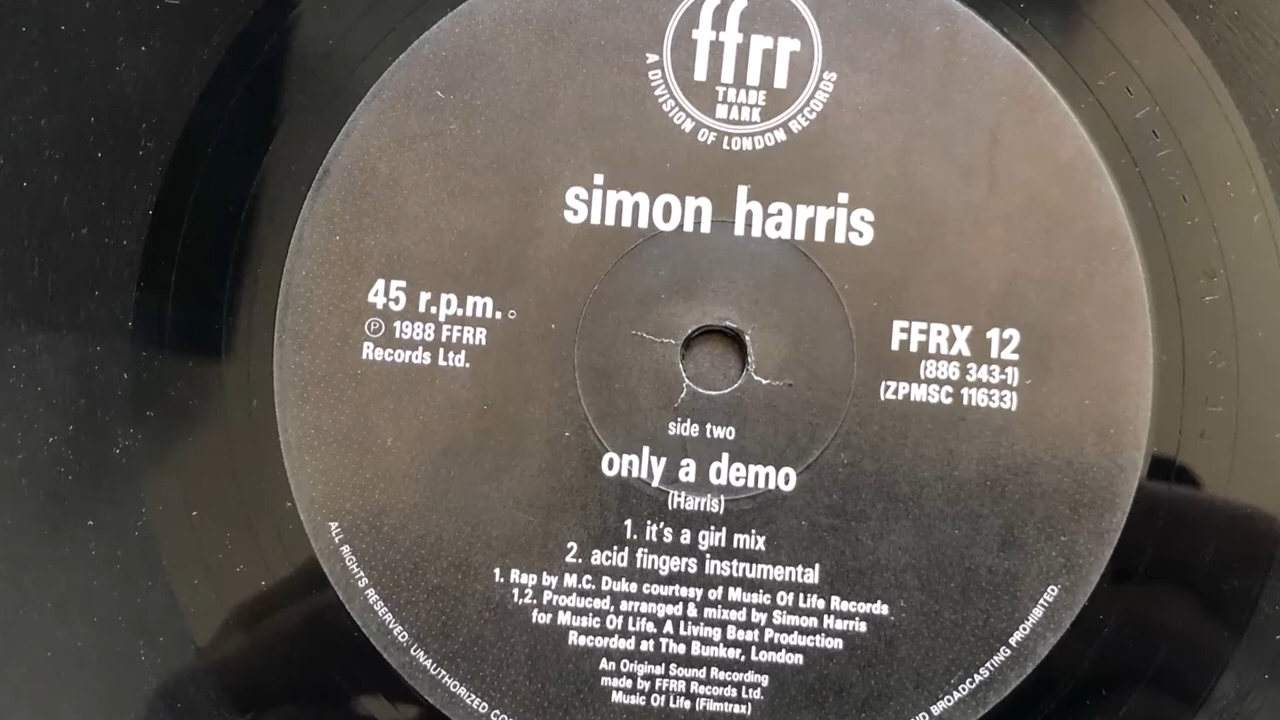 ffrr
TRADE
MARK
A DIVISION OF LONDON RECORDS
simon harris
45 r.p.m.
Ⓟ 1988 FFRR
Records Ltd.
FFRX 12
(886 343-1)
(ZPMSC 11633)
side two
only a demo
(Harris)
1. it's a girl mix
2. acid fingers instrumental
1. Rap by M.C. Duke courtesy of Music Of Life Records
1,2. Produced, arranged & mixed by Simon Harris
for Music Of Life. A Living Beat Production
Recorded at The Bunker, London
An Original Sound Recording
made by FFRR Records Ltd.
Music Of Life (Filmtrax)
ALL RIGHTS RESERVED. UNAUTHORIZED
BROADCASTING PROHIBITED.